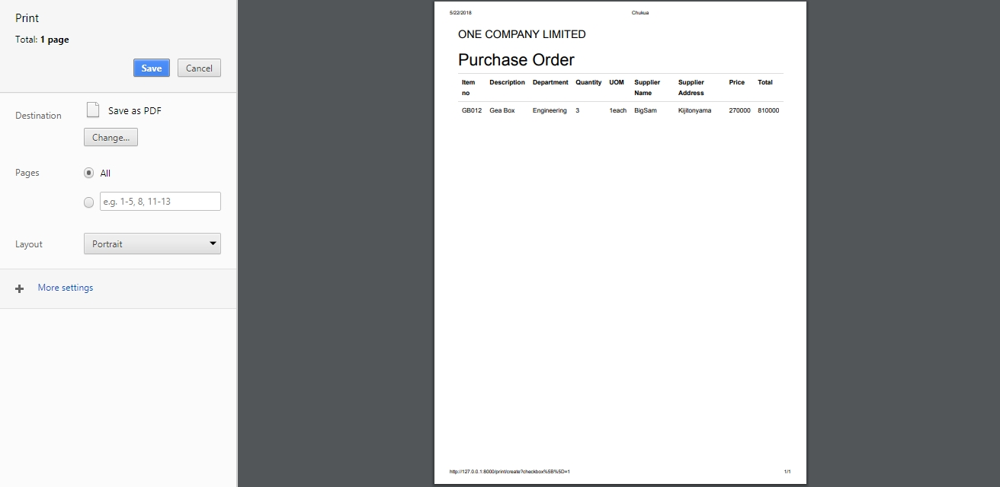 Print
Total: 1 page
Save Cancel
Destination Save as PDF
Change...
Pages All
e.g. 1-5, 8, 11-13
Layout Portrait
More settings
5/22/2018 Chukua
ONE COMPANY LIMITED
Purchase Order
Item Description Department Quantity UOM Supplier Supplier Price Total
no Name Address
GB012 Gea Box Engineering 3 1each BigSam Kijitonyama 270000 810000
http://127.0.0.1:8000/print/create?checkbox%5B%5D=1 1/1